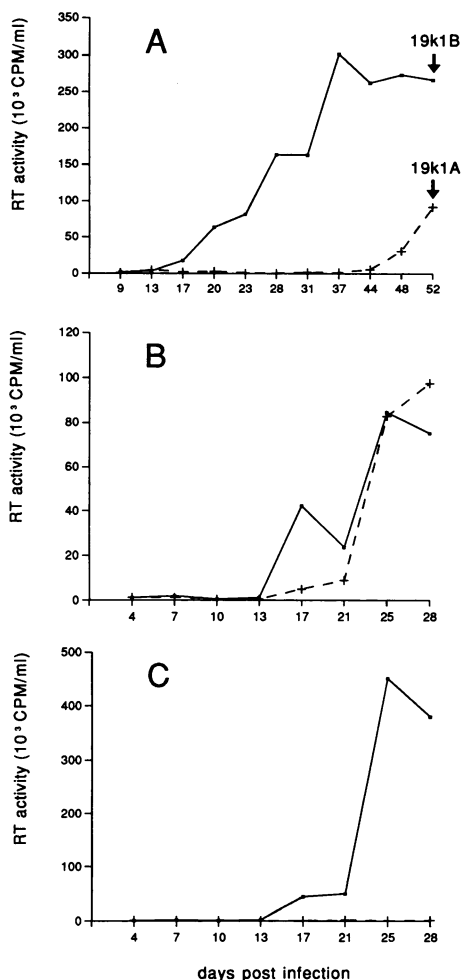 A
RT activity (10³ CPM/ml)
350
300
250
200
150
100
50
0
19k1B
19k1A
9 13 17 20 23 28 31 37 44 48 52
B
RT activity (10³ CPM/ml)
120
100
80
60
40
20
0
4 7 10 13 17 21 25 28
C
RT activity (10³ CPM/ml)
500
400
300
200
100
0
4 7 10 13 17 21 25 28
days post infection